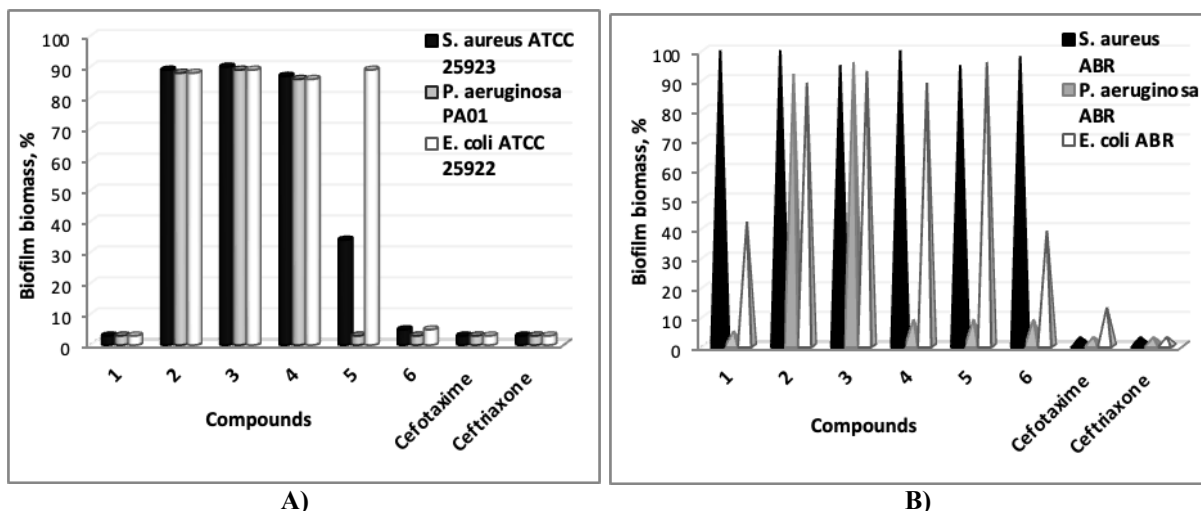 100
90
80
70
60
50
40
30
20
10
0
Biofilm biomass, %
S. aureus ATCC
25923
P. aeruginosa
PA01
E. coli ATCC
25922
1
2
3
4
5
6
Cefotaxime
Ceftriaxone
Compounds
A)
100
90
80
70
60
50
40
30
20
10
0
Biofilm biomass, %
S. aureus
ABR
P. aeruginosa
ABR
E. coli ABR
1
2
3
4
5
6
Cefotaxime
Ceftriaxone
Compounds
B)